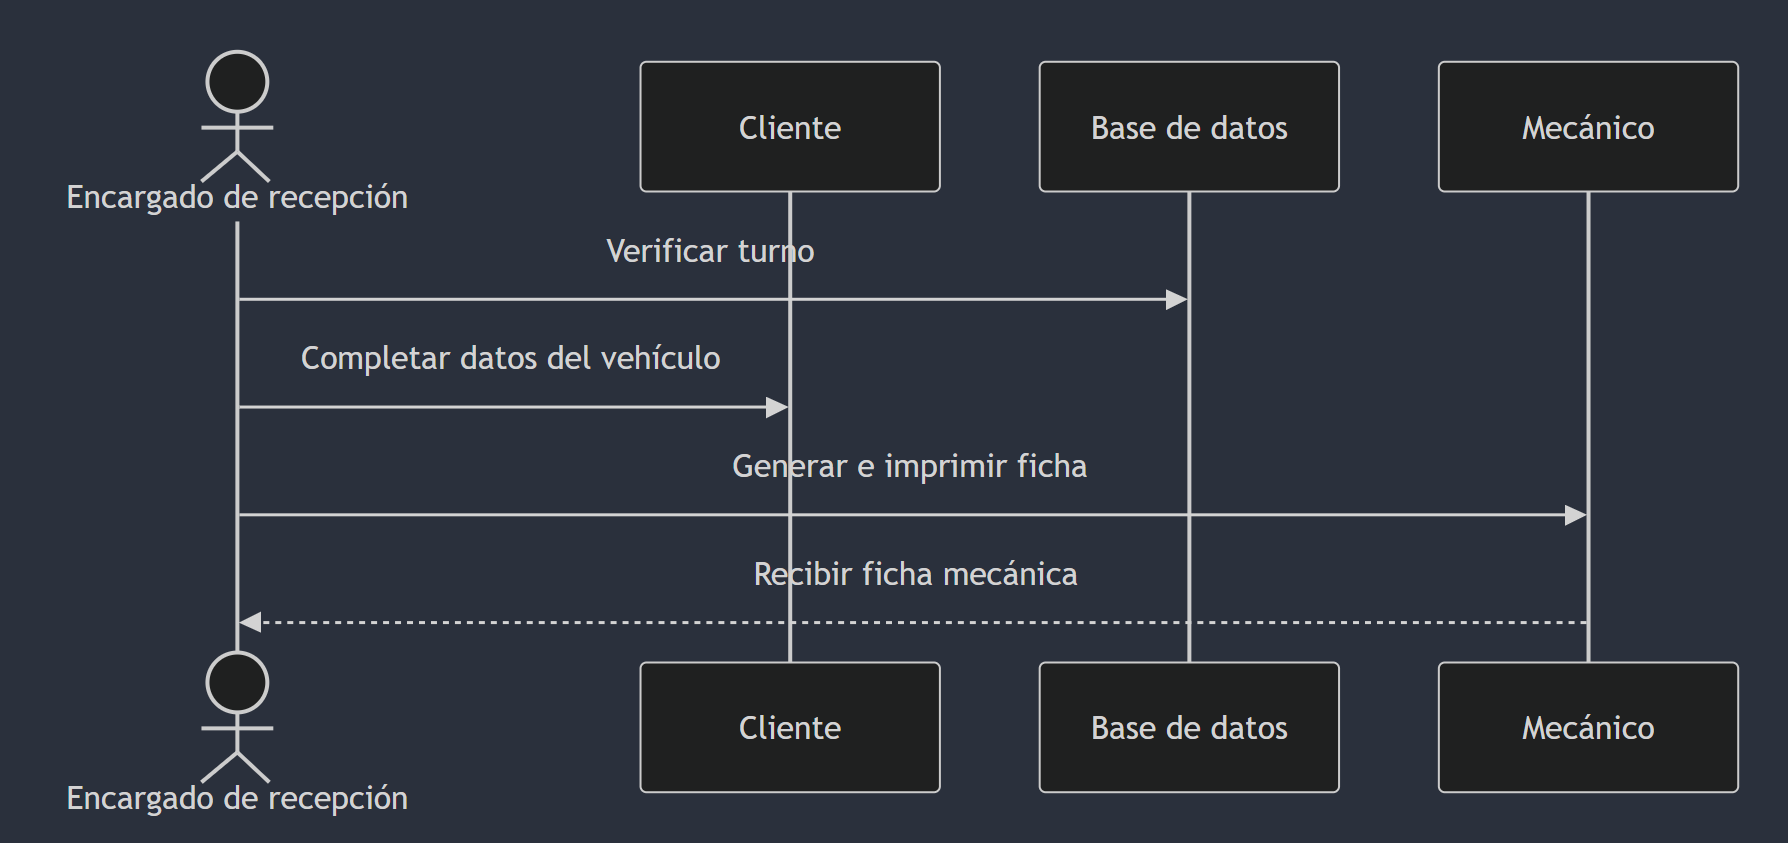 Encargado de recepción
Cliente
Base de datos
Mecánico
Verificar turno
Completar datos del vehículo
Generar e imprimir ficha
Recibir ficha mecánica
Encargado de recepción
Cliente
Base de datos
Mecánico